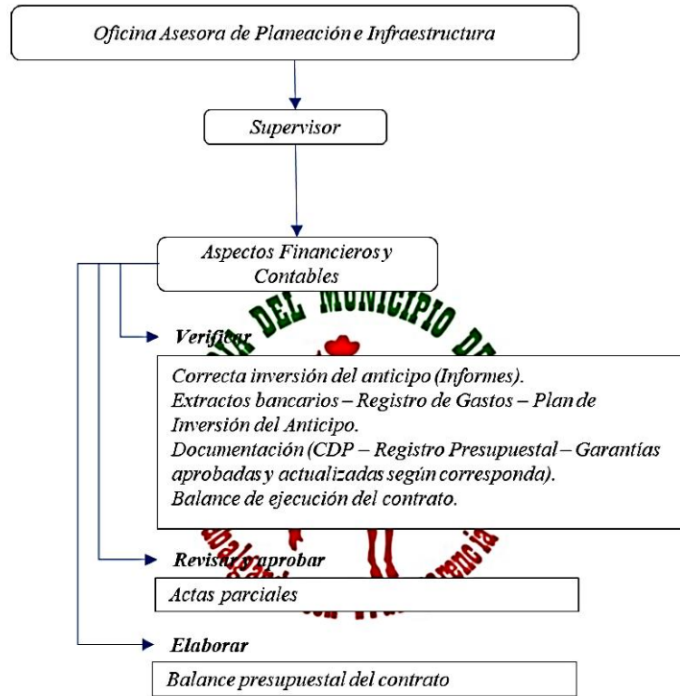 Oficina Asesora de Planeación e Infraestructura
Supervisor
Aspectos Financieros y
Contables
DEL MUNICIPIO DE
Verificar
Correcta inversión del anticipo (Informes).
Extractos bancarios – Registro de Gastos – Plan de
Inversión del Anticipo.
Documentación (CDP – Registro Presupuestal – Garantías
aprobadas y actualizadas según corresponda).
Balance de ejecución del contrato.
Revisar y aprobar
Actas parciales
Elaborar
Balance presupuestal del contrato